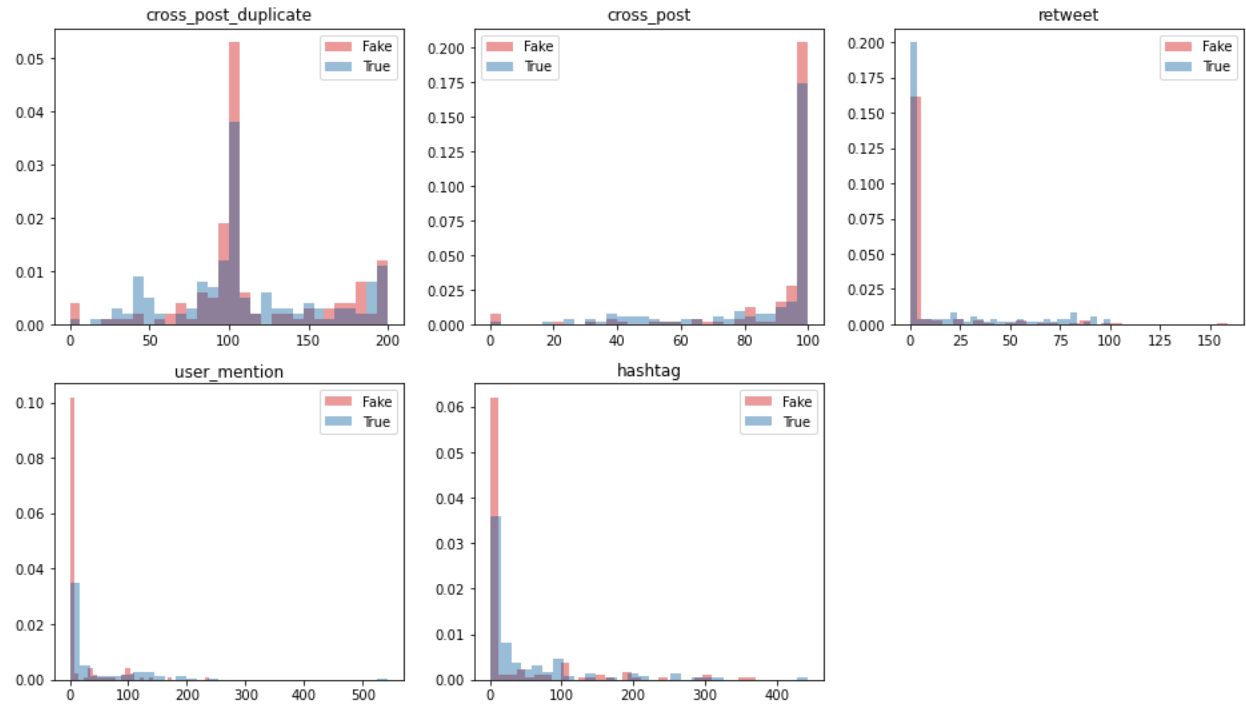 cross_post_duplicate
Fake
True
0.05
0.04
0.03
0.02
0.01
0.00
0 50 100 150 200
cross_post
Fake
True
0.200
0.175
0.150
0.125
0.100
0.075
0.050
0.025
0.000
0 20 40 60 80 100
retweet
Fake
True
0.200
0.175
0.150
0.125
0.100
0.075
0.050
0.025
0.000
0 25 50 75 100 125 150
user_mention
Fake
True
0.10
0.08
0.06
0.04
0.02
0.00
0 100 200 300 400 500
hashtag
Fake
True
0.06
0.05
0.04
0.03
0.02
0.01
0.00
0 100 200 300 400